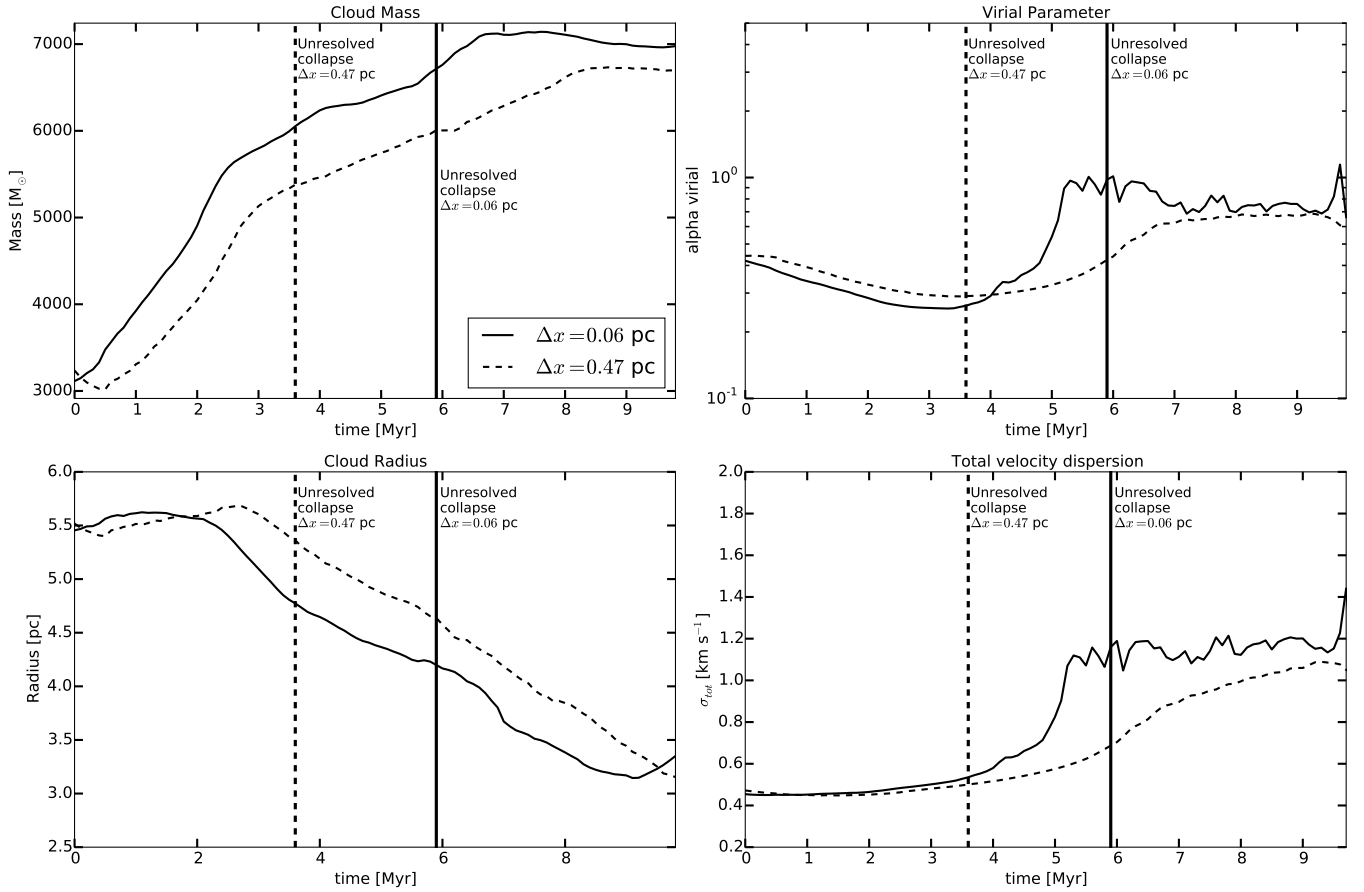 Cloud Mass
7000
6000
5000
4000
3000
Mass [M☉]
Unresolved
collapse
Δx=0.47 pc
Unresolved
collapse
Δx=0.06 pc
Δx=0.06 pc
Δx=0.47 pc
0 1 2 3 4 5 6 7 8 9
time [Myr]
Virial Parameter
10⁰
10⁻¹
alpha virial
Unresolved
collapse
Δx=0.47 pc
Unresolved
collapse
Δx=0.06 pc
0 1 2 3 4 5 6 7 8 9
time [Myr]
Cloud Radius
6.0
5.5
5.0
4.5
4.0
3.5
3.0
2.5
Radius [pc]
Unresolved
collapse
Δx=0.47 pc
Unresolved
collapse
Δx=0.06 pc
0 2 4 6 8
time [Myr]
Total velocity dispersion
2.0
1.8
1.6
1.4
1.2
1.0
0.8
0.6
0.4
0.2
σtot [km s⁻¹]
Unresolved
collapse
Δx=0.47 pc
Unresolved
collapse
Δx=0.06 pc
0 1 2 3 4 5 6 7 8 9
time [Myr]